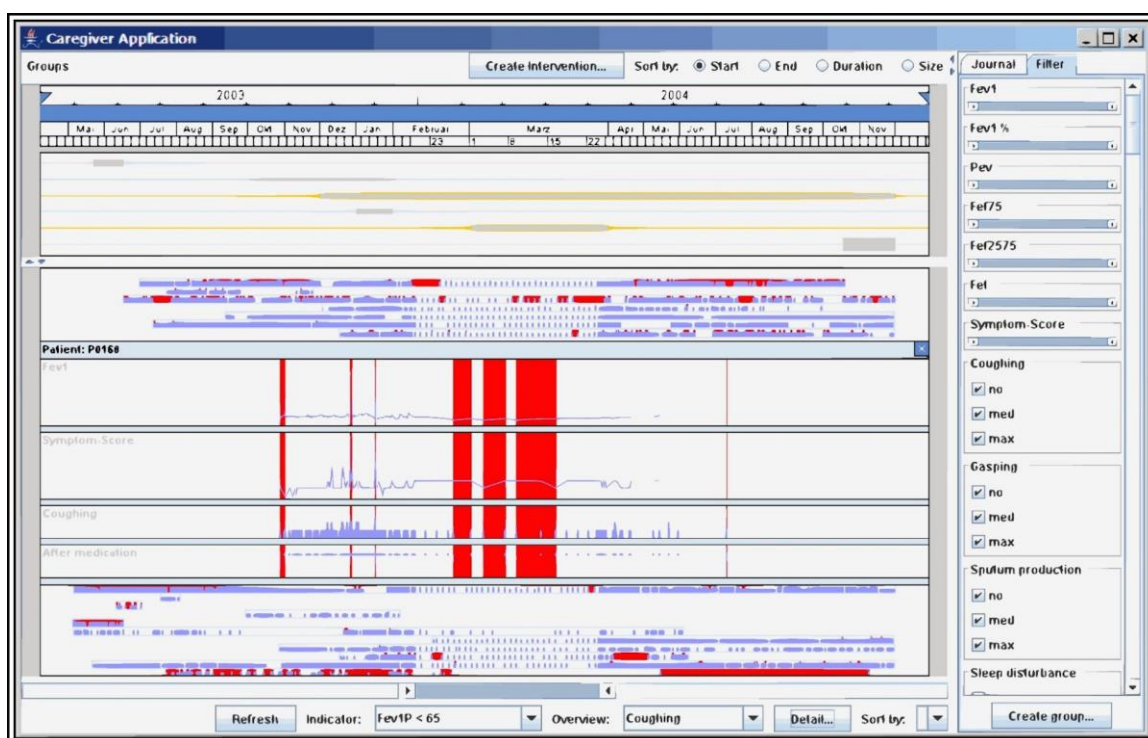 Caregiver Application
Groups Create Intervention... Sort by: Start End Duration Size
Journal Filter
2003 2004
Mai Jun Jul Aug Sep Okt Nov Dez Jan Februar März Apr Mai Jun Jul Aug Sep Okt Nov
23 1 8 15 22
Fev1
Fev1 %
Pev
Fef75
Fef2575
Symptom-Score
Coughing
no
med
max
Gasping
no
med
max
Sputum production
no
med
max
Sleep disturbance
Patient: P0160
Fev1
Symptom-Score
Coughing
After medication
Refresh Indicator: Fev1P < 65 Overview: Coughing Detail... Sort by:
Create group...